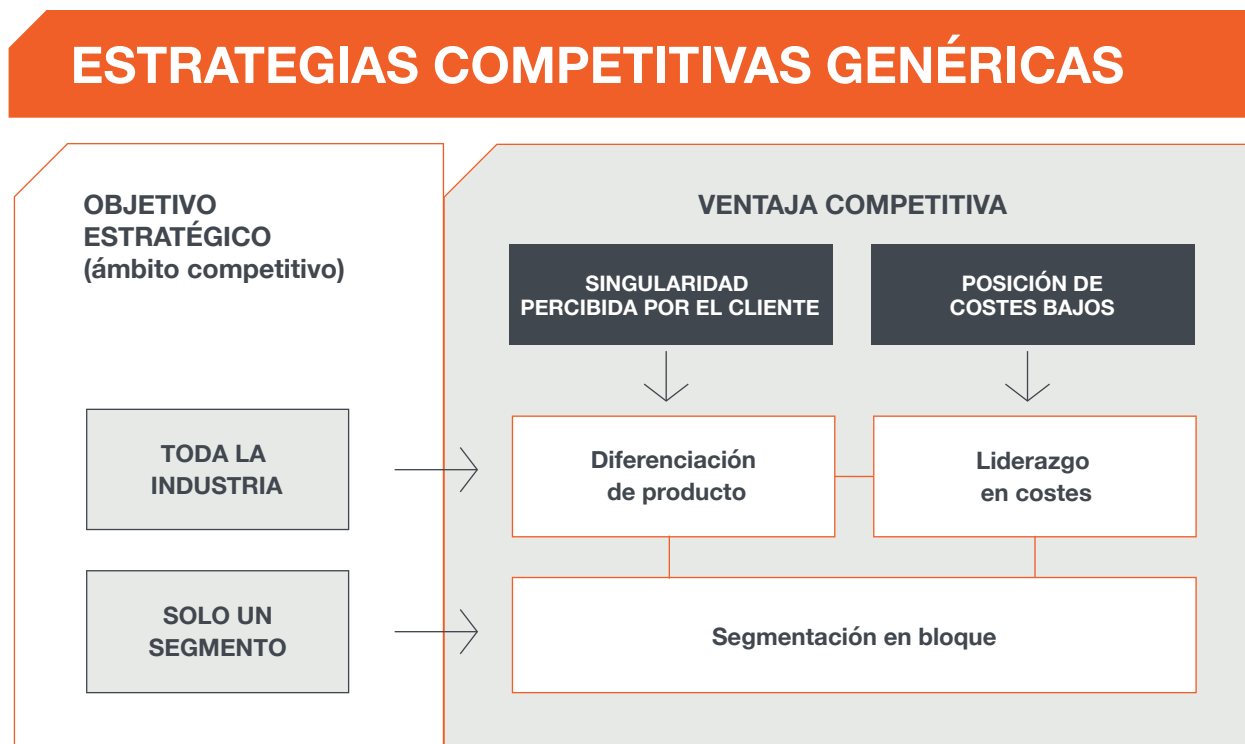 ESTRATEGIAS COMPETITIVAS GENÉRICAS
OBJETIVO
ESTRATÉGICO
(ámbito competitivo)
VENTAJA COMPETITIVA
SINGULARIDAD
PERCIBIDA POR EL CLIENTE
POSICIÓN DE
COSTES BAJOS
TODA LA
INDUSTRIA
Diferenciación
de producto
Liderazgo
en costes
SOLO UN
SEGMENTO
Segmentación en bloque